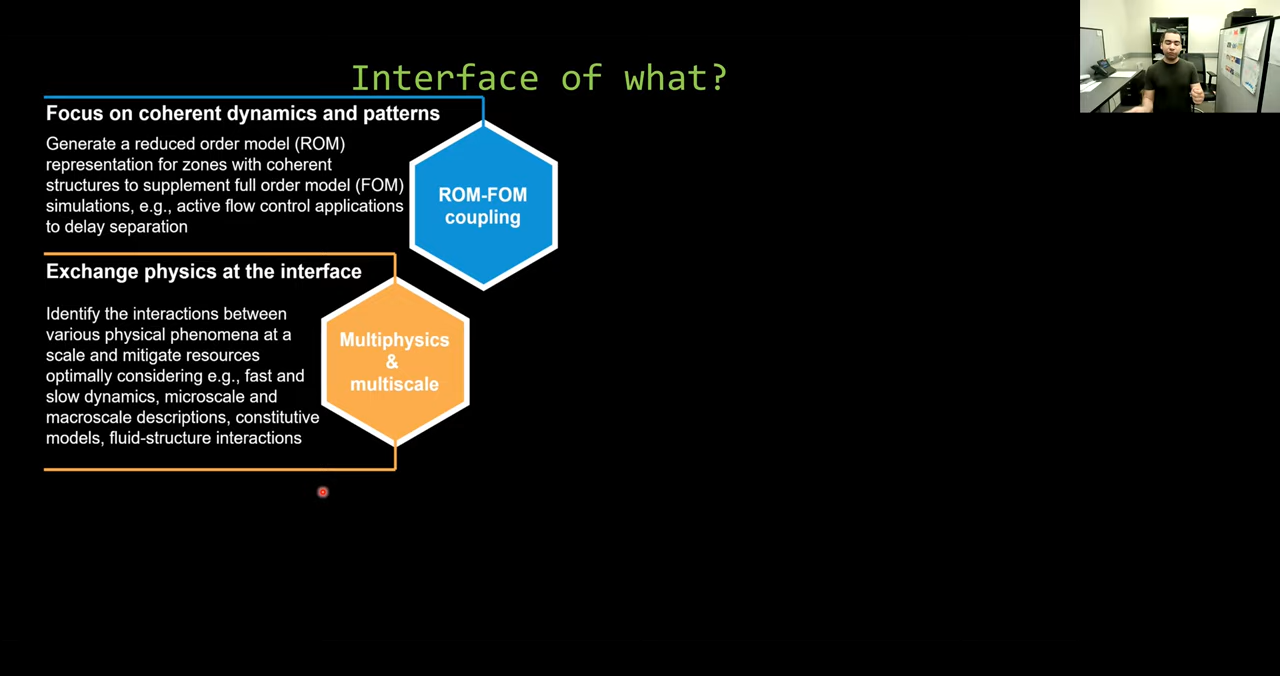 Interface of what?
Focus on coherent dynamics and patterns
Generate a reduced order model (ROM)
representation for zones with coherent
structures to supplement full order model (FOM)
simulations, e.g., active flow control applications
to delay separation
ROM-FOM
coupling
Exchange physics at the interface
Identify the interactions between
various physical phenomena at a
scale and mitigate resources
optimally considering e.g., fast and
slow dynamics, microscale and
macroscale descriptions, constitutive
models, fluid-structure interactions
Multiphysics
&
multiscale